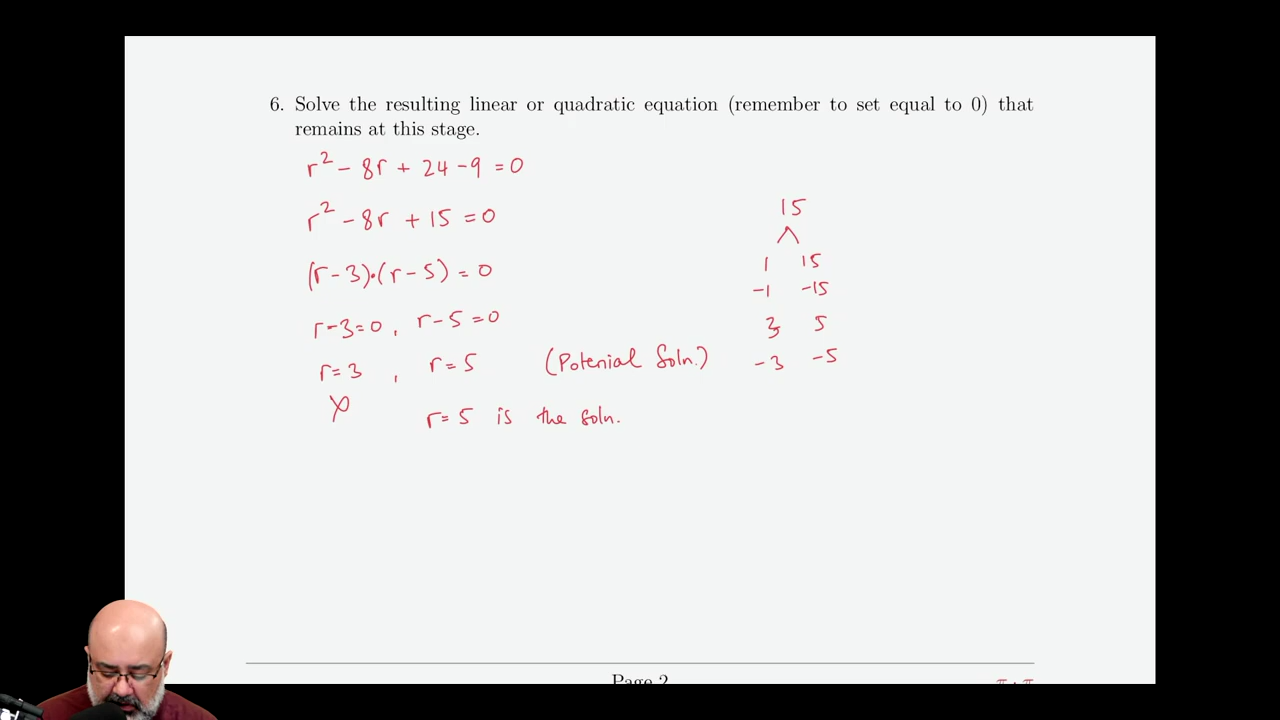 6. Solve the resulting linear or quadratic equation (remember to set equal to 0) that
remains at this stage.
r² − 8r + 24 − 9 = 0
r² − 8r + 15 = 0
(r − 3)·(r − 5) = 0
r − 3 = 0 , r − 5 = 0
r = 3 , r = 5 (Potenial Soln.)
r = 5 is the soln.
15
1 15
−1 −15
3 5
−3 −5
Page 2